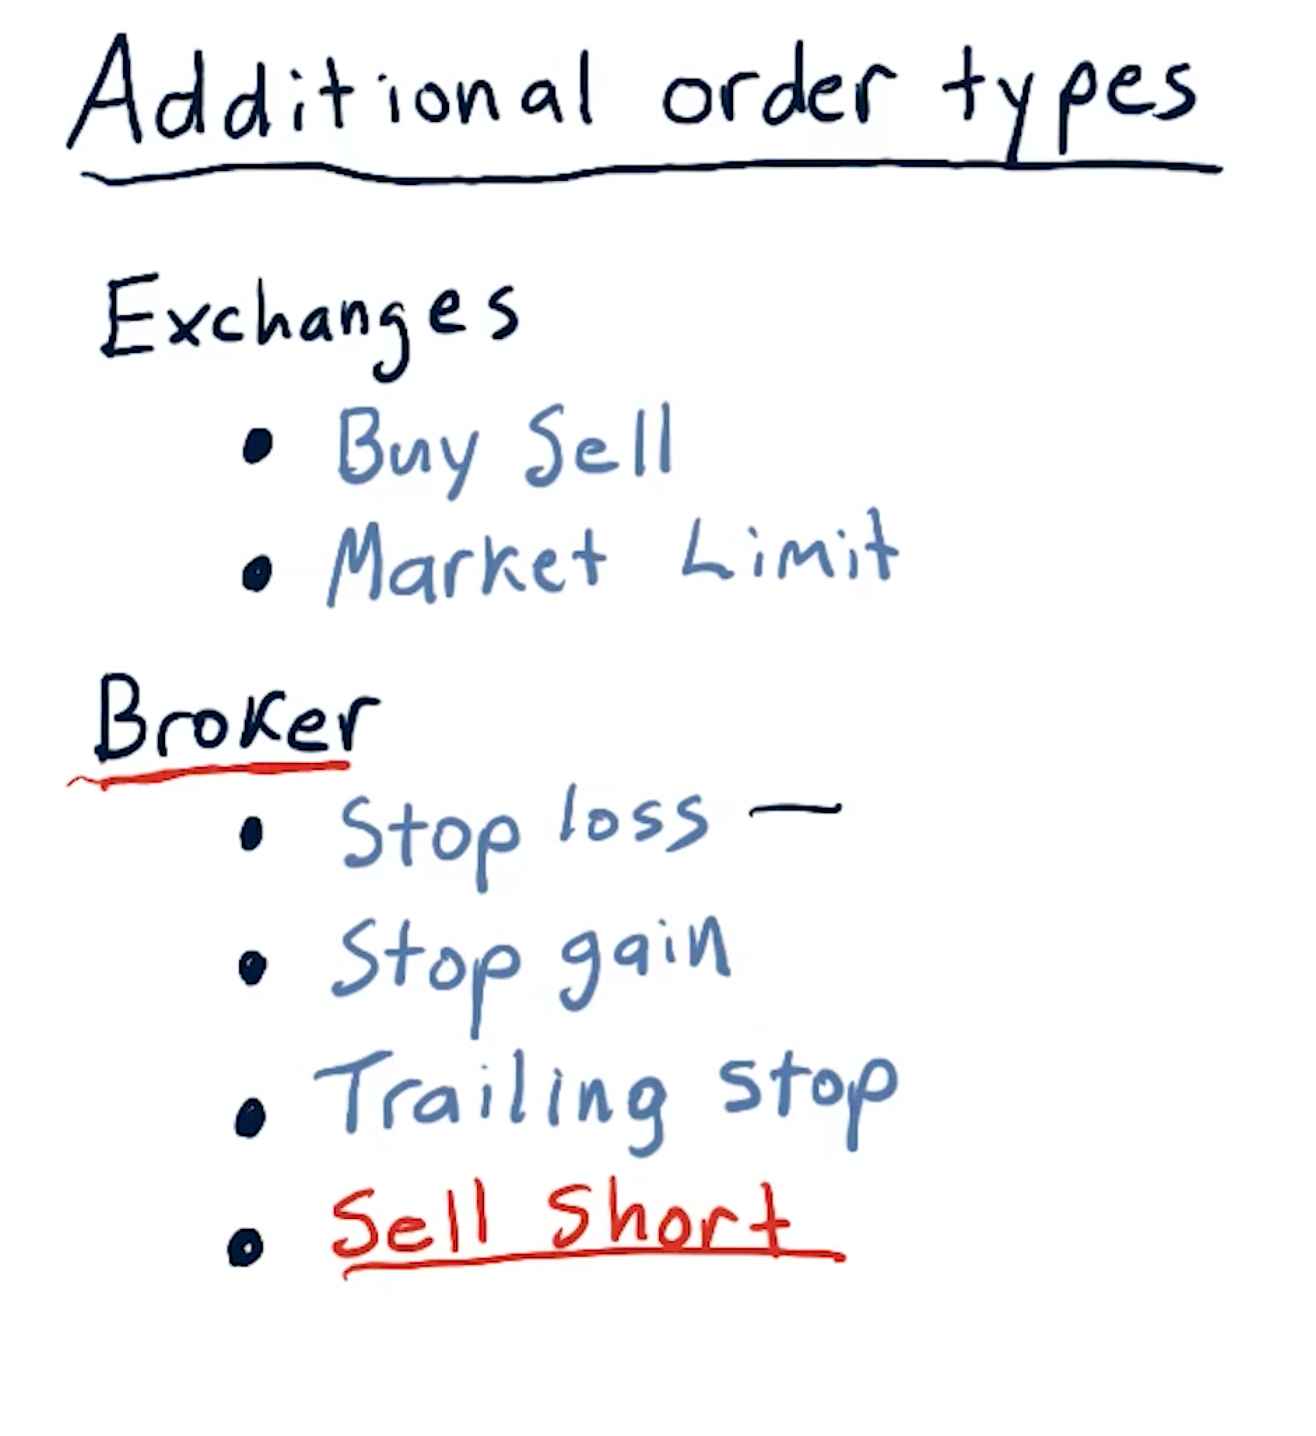 Additional order types
Exchanges
• Buy Sell
• Market Limit
Broker
• Stop loss —
• Stop gain
• Trailing stop
• Sell Short